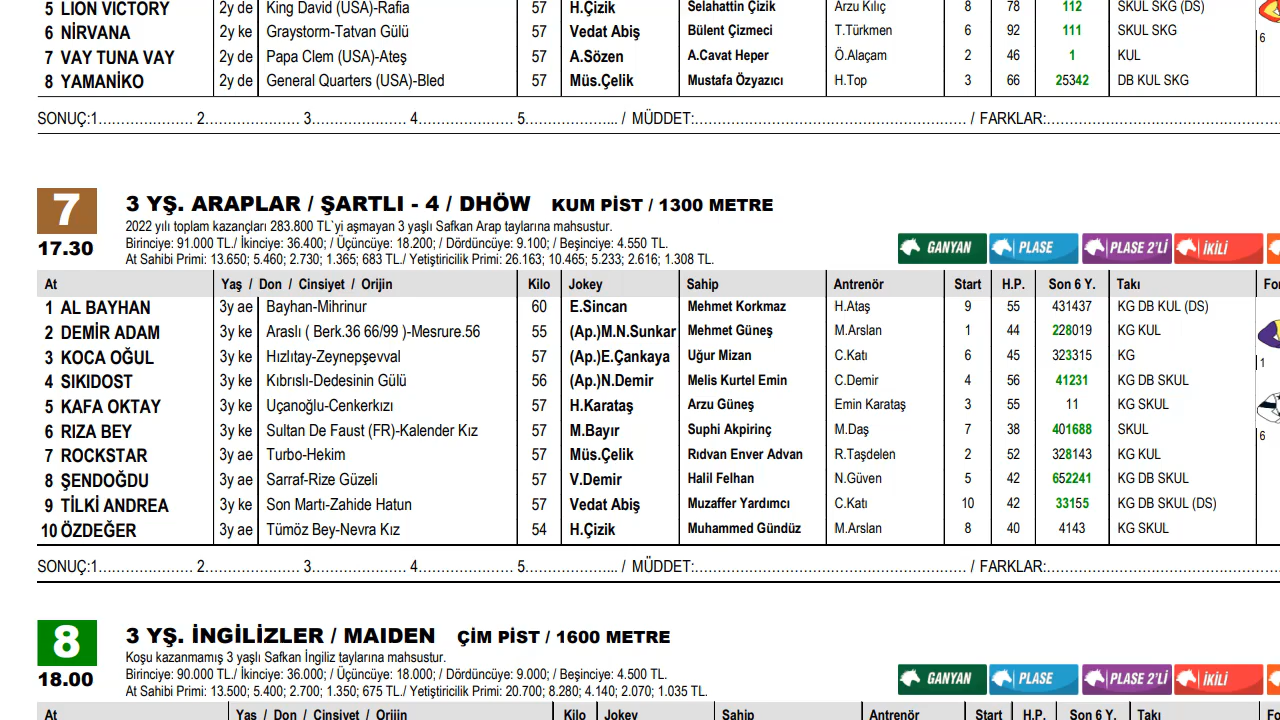 5 LION VICTORY 2y de King David (USA)-Rafia 57 H.Çizik Selahattin Çizik Arzu Kılıç 8 78 112 SKUL SKG (DS)
6 NİRVANA 2y ke Graystorm-Tatvan Gülü 57 Vedat Abiş Bülent Çizmeci T.Türkmen 6 92 111 SKUL SKG
6
7 VAY TUNA VAY 2y de Papa Clem (USA)-Ateş 57 A.Sözen A.Cavat Heper Ö.Alaçam 2 46 1 KUL
8 YAMANİKO 2y de General Quarters (USA)-Bled 57 Müs.Çelik Mustafa Özyazıcı H.Top 3 66 25342 DB KUL SKG
SONUÇ:1..................... 2..................... 3..................... 4..................... 5..................... / MÜDDET:............................................................ / FARKLAR:............................................................
7 3 YŞ. ARAPLAR / ŞARTLI - 4 / DHÖW KUM PİST / 1300 METRE
2022 yılı toplam kazançları 283.800 TL`yi aşmayan 3 yaşlı Safkan Arap taylarına mahsustur.
17.30 Birinciye: 91.000 TL./ İkinciye: 36.400; / Üçüncüye: 18.200; / Dördüncüye: 9.100; / Beşinciye: 4.550 TL. GANYAN PLASE PLASE 2'Lİ İKİLİ
At Sahibi Primi: 13.650; 5.460; 2.730; 1.365; 683 TL./ Yetiştiricilik Primi: 26.163; 10.465; 5.233; 2.616; 1.308 TL.
At Yaş / Don / Cinsiyet / Orijin Kilo Jokey Sahip Antrenör Start H.P. Son 6 Y. Takı For
1 AL BAYHAN 3y ae Bayhan-Mihrinur 60 E.Sincan Mehmet Korkmaz H.Ataş 9 55 431437 KG DB KUL (DS)
2 DEMİR ADAM 3y ke Araslı ( Berk.36 66/99 )-Mesrure.56 55 (Ap.)M.N.Sunkar Mehmet Güneş M.Arslan 1 44 228019 KG KUL
3 KOCA OĞUL 3y ke Hızlıtay-Zeynepşevval 57 (Ap.)E.Çankaya Uğur Mizan C.Katı 6 45 323315 KG
1
4 SIKIDOST 3y ke Kıbrıslı-Dedesinin Gülü 56 (Ap.)N.Demir Melis Kurtel Emin C.Demir 4 56 41231 KG DB SKUL
5 KAFA OKTAY 3y ke Uçanoğlu-Cenkerkızı 57 H.Karataş Arzu Güneş Emin Karataş 3 55 11 KG SKUL
6 RIZA BEY 3y ke Sultan De Faust (FR)-Kalender Kız 57 M.Bayır Suphi Akpirinç M.Daş 7 38 401688 SKUL
6
7 ROCKSTAR 3y ae Turbo-Hekim 57 Müs.Çelik Rıdvan Enver Advan R.Taşdelen 2 52 328143 KG KUL
8 ŞENDOĞDU 3y ae Sarraf-Rize Güzeli 57 V.Demir Halil Felhan N.Güven 5 42 652241 KG DB SKUL
9 TİLKİ ANDREA 3y ke Son Martı-Zahide Hatun 57 Vedat Abiş Muzaffer Yardımcı C.Katı 10 42 33155 KG DB SKUL (DS)
10 ÖZDEĞER 3y ae Tümöz Bey-Nevra Kız 54 H.Çizik Muhammed Gündüz M.Arslan 8 40 4143 KG SKUL
SONUÇ:1..................... 2..................... 3..................... 4..................... 5..................... / MÜDDET:............................................................ / FARKLAR:............................................................
8 3 YŞ. İNGİLİZLER / MAIDEN ÇİM PİST / 1600 METRE
Koşu kazanmamış 3 yaşlı Safkan İngiliz taylarına mahsustur.
18.00 Birinciye: 90.000 TL./ İkinciye: 36.000; / Üçüncüye: 18.000; / Dördüncüye: 9.000; / Beşinciye: 4.500 TL. GANYAN PLASE PLASE 2'Lİ İKİLİ
At Sahibi Primi: 13.500; 5.400; 2.700; 1.350; 675 TL./ Yetiştiricilik Primi: 20.700; 8.280; 4.140; 2.070; 1.035 TL.
At Yaş / Don / Cinsiyet / Orijin Kilo Jokey Sahip Antrenör Start H.P. Son 6 Y. Takı For